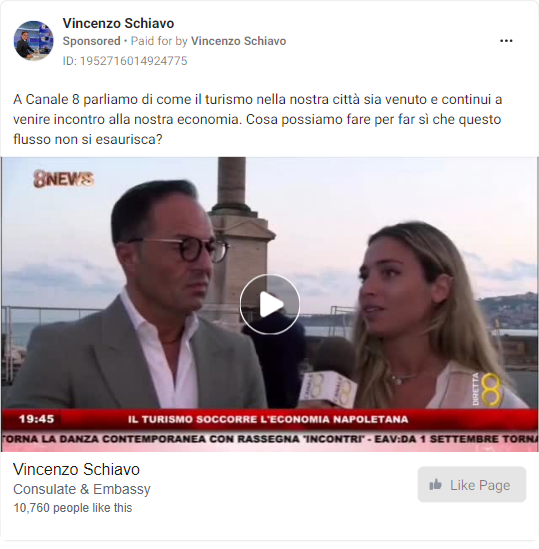 Vincenzo Schiavo
Sponsored • Paid for by Vincenzo Schiavo
ID: 1952716014924775
A Canale 8 parliamo di come il turismo nella nostra città sia venuto e continui a
venire incontro alla nostra economia. Cosa possiamo fare per far sì che questo
flusso non si esaurisca?
8NEWS
8
DIRETTA
8
19:45 IL TURISMO SOCCORRE L'ECONOMIA NAPOLETANA
TORNA LA DANZA CONTEMPORANEA CON RASSEGNA 'INCONTRI' - EAV:DA 1 SETTEMBRE TORNA
Vincenzo Schiavo
Consulate & Embassy
10,760 people like this
Like Page